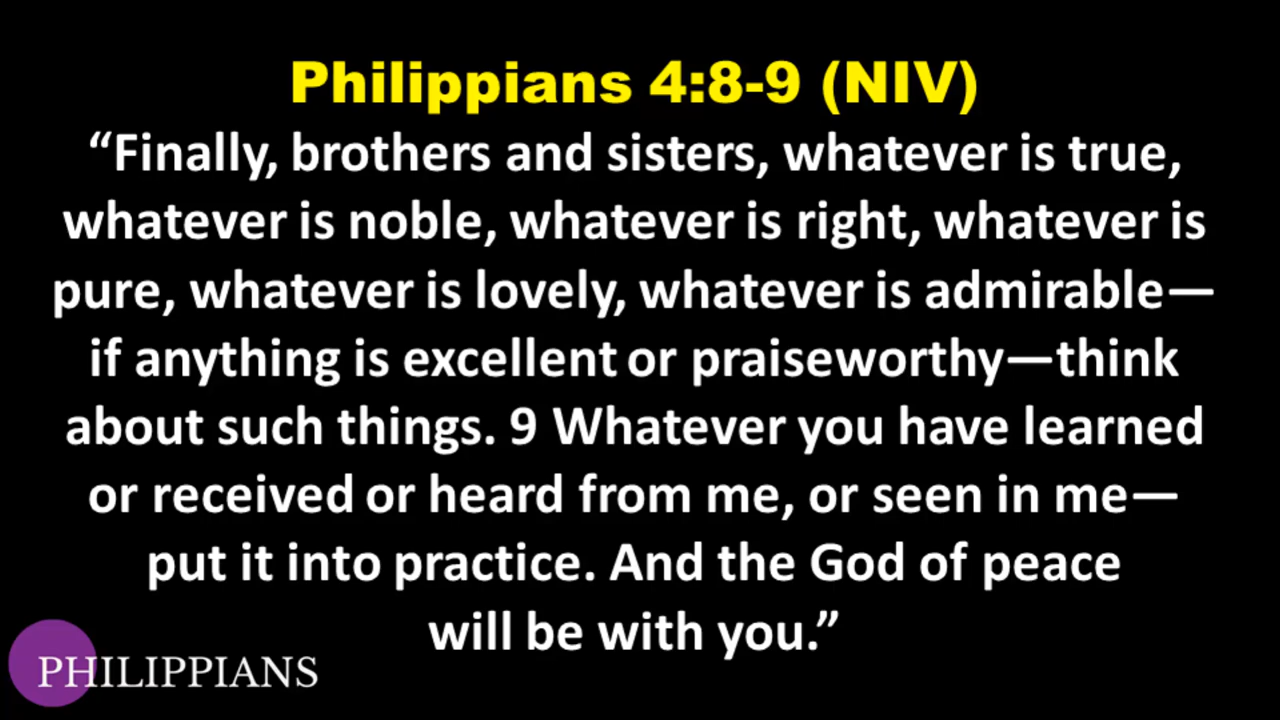 Philippians 4:8-9 (NIV)
“Finally, brothers and sisters, whatever is true,
whatever is noble, whatever is right, whatever is
pure, whatever is lovely, whatever is admirable—
if anything is excellent or praiseworthy—think
about such things. 9 Whatever you have learned
or received or heard from me, or seen in me—
put it into practice. And the God of peace
will be with you.”
PHILIPPIANS